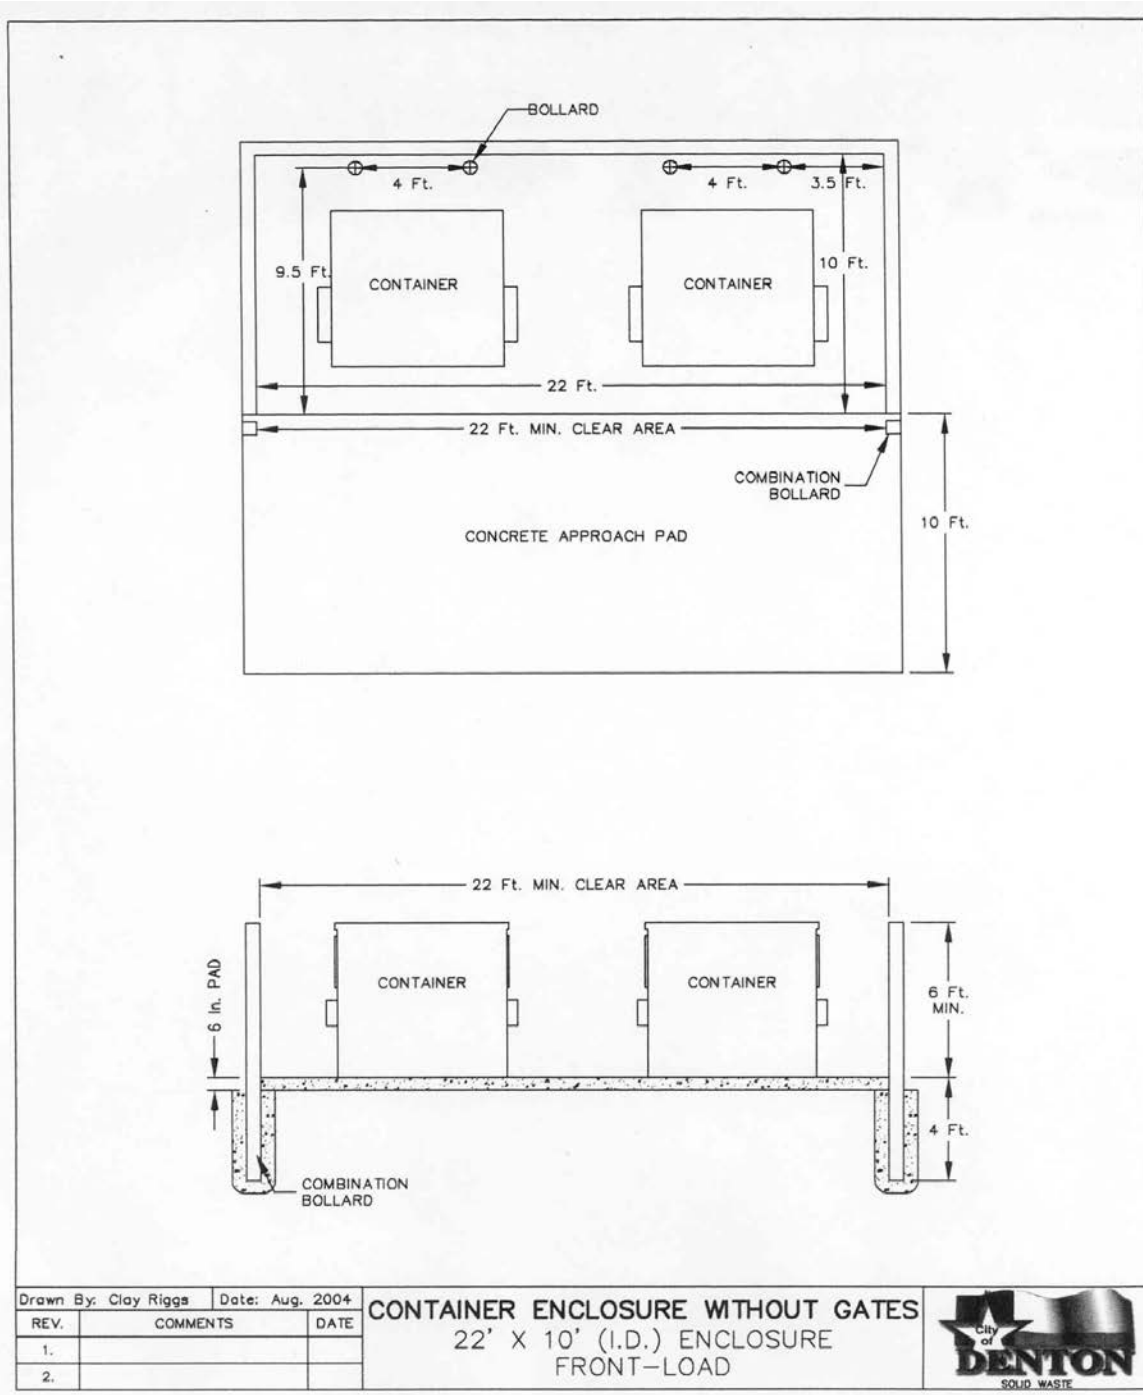 BOLLARD
4 Ft.
4 Ft.
3.5 Ft.
9.5 Ft.
CONTAINER
CONTAINER
10 Ft.
22 Ft.
22 Ft. MIN. CLEAR AREA
COMBINATION
BOLLARD
10 Ft.
CONCRETE APPROACH PAD
22 Ft. MIN. CLEAR AREA
6 In. PAD
CONTAINER
CONTAINER
6 Ft.
MIN.
4 Ft.
COMBINATION
BOLLARD
Drawn By: Clay Riggs Date: Aug. 2004
REV. COMMENTS DATE
1.
2.
CONTAINER ENCLOSURE WITHOUT GATES
22' X 10' (I.D.) ENCLOSURE
FRONT-LOAD
City
of
DENTON
SOLID WASTE